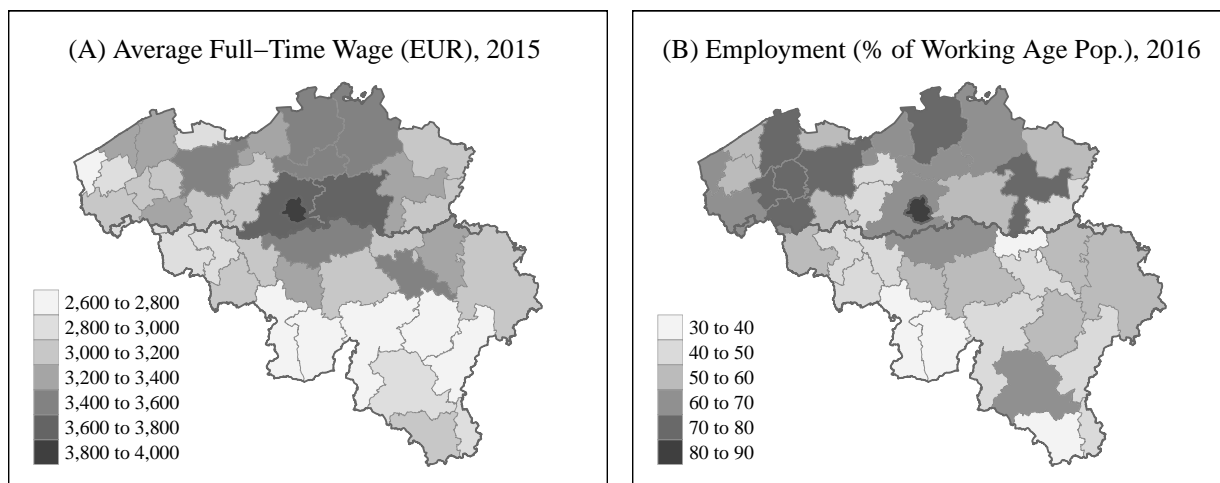 (A) Average Full−Time Wage (EUR), 2015
2,600 to 2,800
2,800 to 3,000
3,000 to 3,200
3,200 to 3,400
3,400 to 3,600
3,600 to 3,800
3,800 to 4,000
(B) Employment (% of Working Age Pop.), 2016
30 to 40
40 to 50
50 to 60
60 to 70
70 to 80
80 to 90